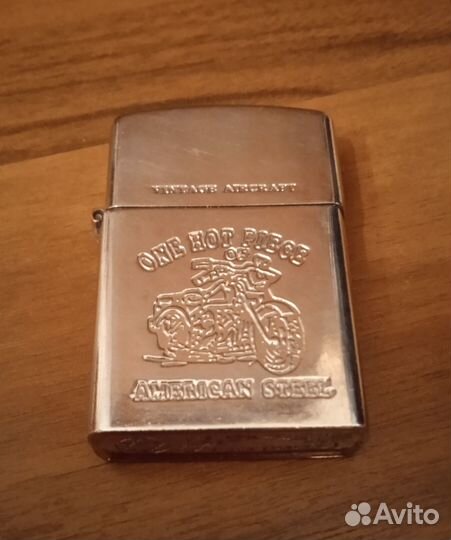 VINTAGE AIRCRAFT
ONE HOT PIECE
OF
AMERICAN STEEL
Avito